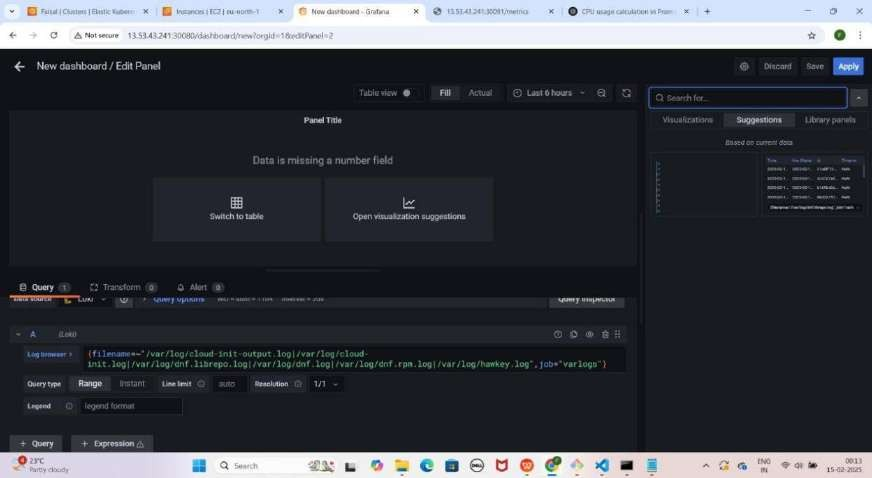 Faisal | Clusters | Elastic Kubern
Instances | EC2 | eu-north-1
New dashboard - Grafana
13.53.43.241:30091/metrics
CPU usage calculation in Prom
Not secure
13.53.43.241:30080/dashboard/new?orgId=1&editPanel=2
New dashboard / Edit Panel
Discard
Save
Apply
Table view
Fill
Actual
Last 6 hours
Search for...
Visualizations
Suggestions
Library panels
Panel Title
Based on current data
Data is missing a number field
Switch to table
Open visualization suggestions
Query 1
Transform 0
Alert 0
Data source
Loki
Query options
Query inspector
A (Loki)
Log browser >
{filename=~"/var/log/cloud-init-output.log|/var/log/cloud-
init.log|/var/log/dnf.librepo.log|/var/log/dnf.log|/var/log/dnf.rpm.log|/var/log/hawkey.log",job="varlogs"}
Query type
Range
Instant
Line limit
auto
Resolution
1/1
Legend
legend format
+ Query
+ Expression
4
23°C
Partly cloudy
Search
ENG
IN
00:13
15-02-2025